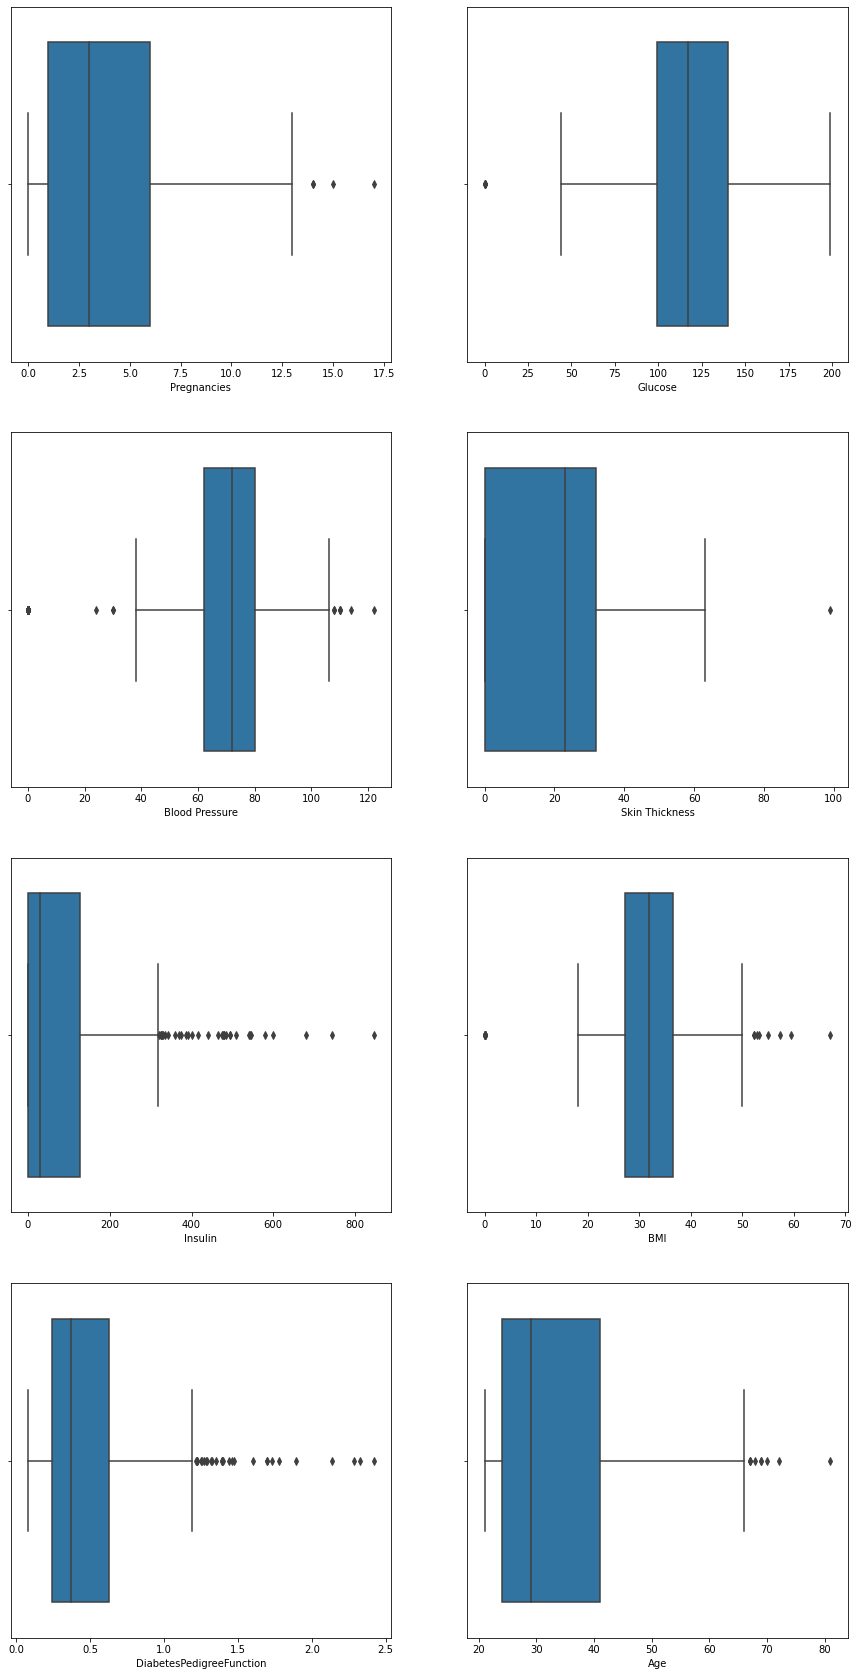 0.0 2.5 5.0 7.5 10.0 12.5 15.0 17.5
Pregnancies
0 25 50 75 100 125 150 175 200
Glucose
0 20 40 60 80 100 120
Blood Pressure
0 20 40 60 80 100
Skin Thickness
0 200 400 600 800
Insulin
0 10 20 30 40 50 60 70
BMI
0.0 0.5 1.0 1.5 2.0 2.5
DiabetesPedigreeFunction
20 30 40 50 60 70 80
Age